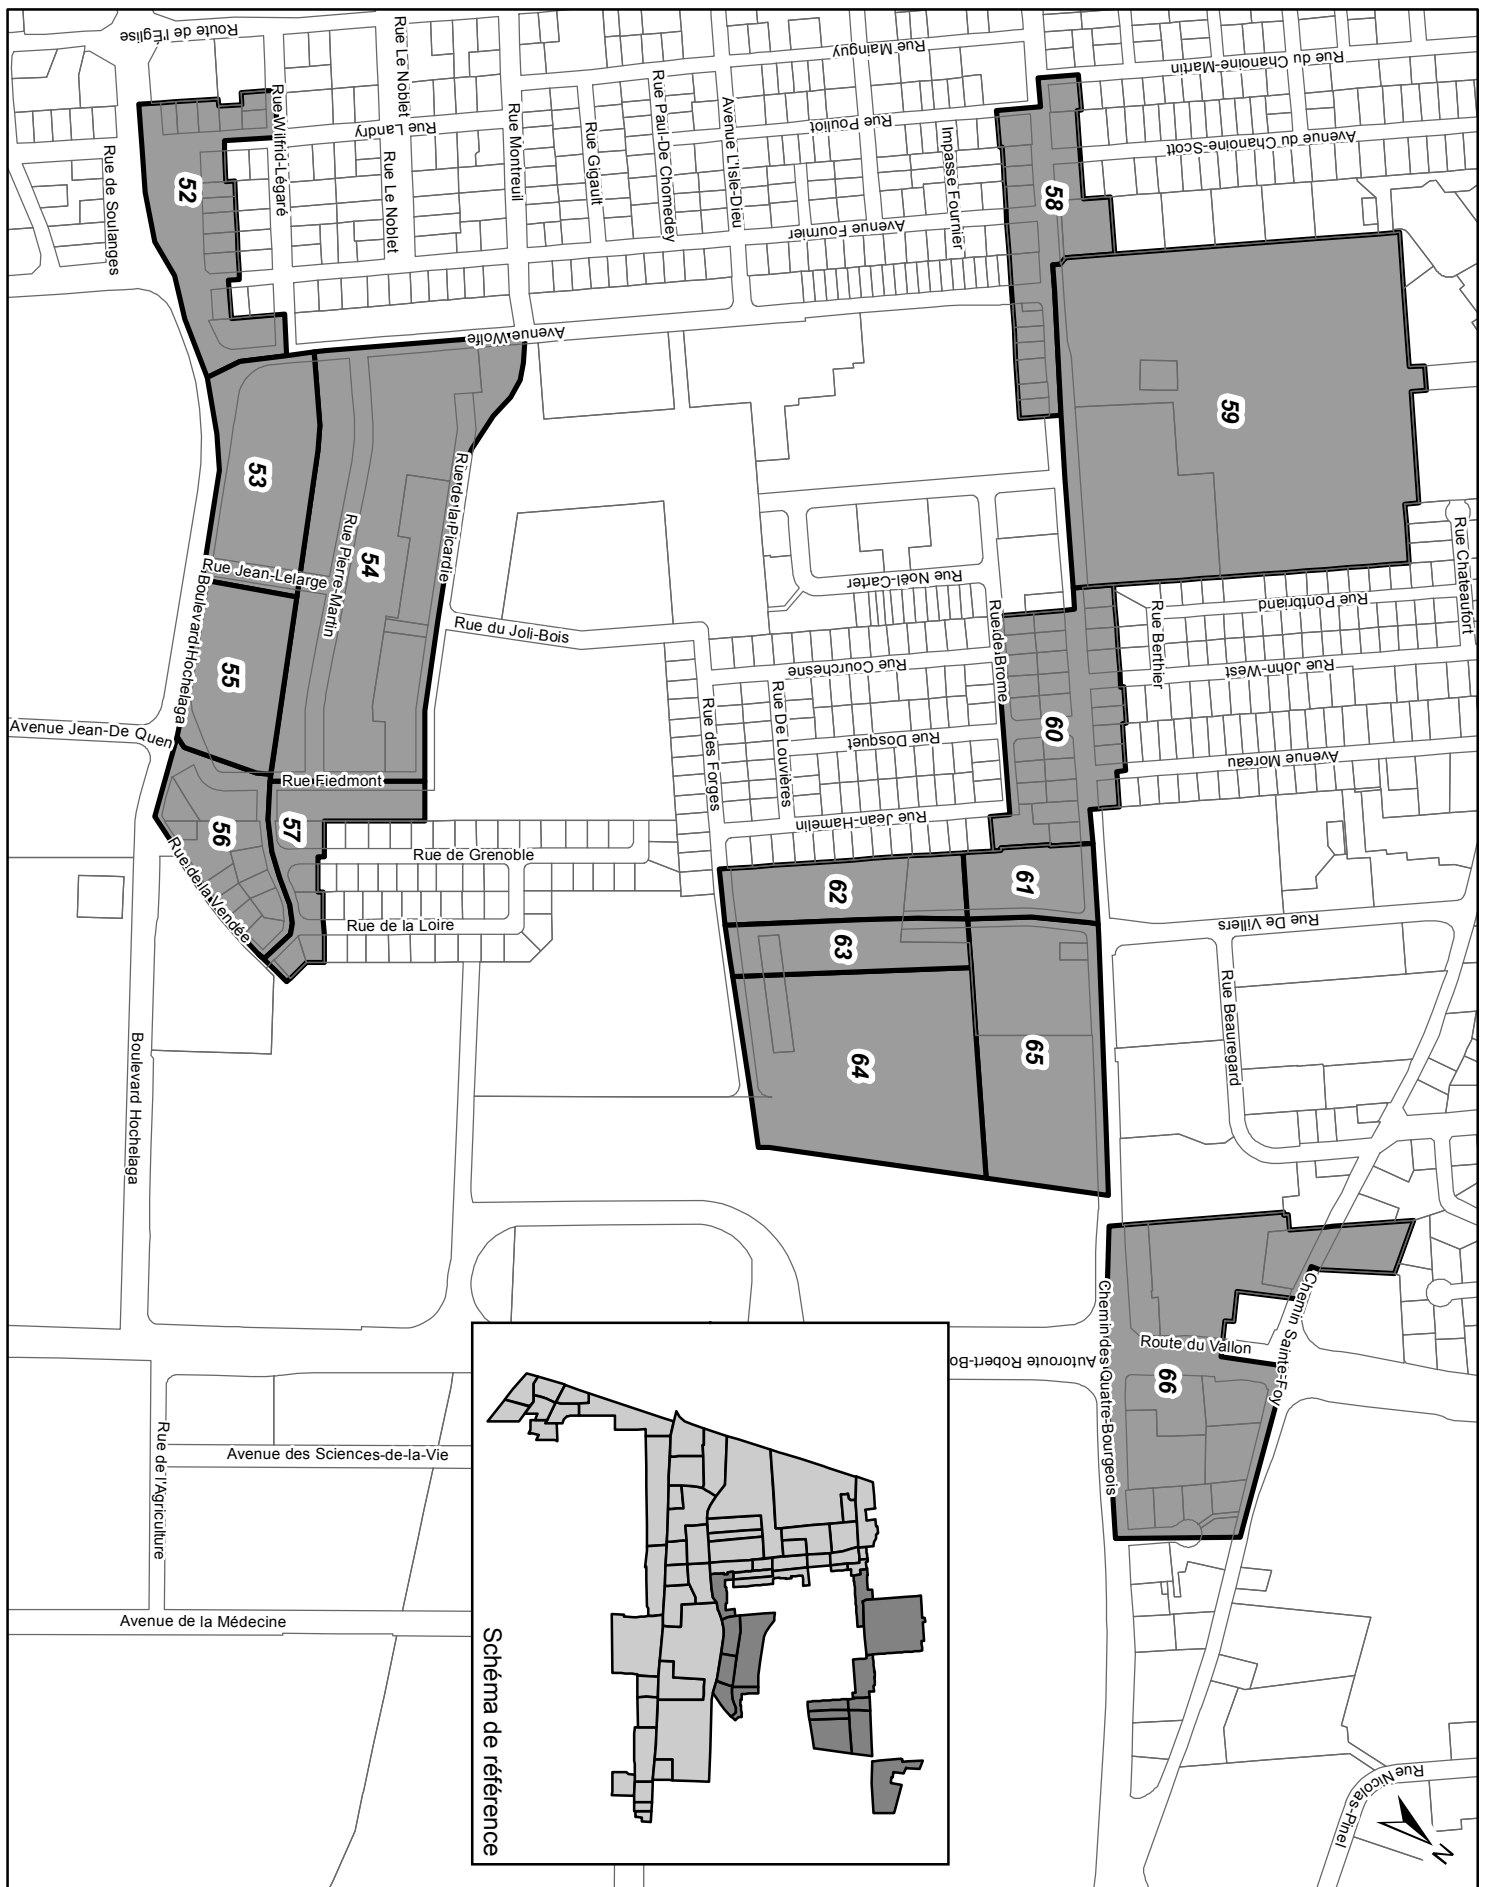 Route de l'Église
Rue Le Noblet
Rue Mainguy
Rue du Chanoine-Martin
Rue Wilfrid-Légaré
Rue Landry
Rue Montreuil
Rue Gigault
Rue Paul-De Chomedey
Avenue L'Isle-Dieu
Rue Pouliot
Impasse Fournier
Avenue du Chanoine-Scott
Rue de Soulanges
52
Rue Le Noblet
Avenue Fournier
58
Avenue Wolfe
59
53
Rue de la Picardie
54
Rue Pierre-Martin
Rue Jean-Lelarge
Boulevard Hochelaga
55
Rue du Joli-Bois
Rue Noël-Carter
Rue de Brome
Rue Courchesne
Rue Berthier
Rue Pontbriand
Rue Chateaufort
Rue John-West
60
Rue des Forges
Rue De Louvières
Rue Dosquet
Avenue Moreau
Avenue Jean-De Quen
Rue Fiedmont
56
57
Rue Jean-Hamelin
Rue de Grenoble
Rue de la Vendée
Rue de la Loire
62
61
63
Rue De Villers
Rue Beauregard
64
65
Boulevard Hochelaga
Chemin Sainte-Foy
Chemin des Quatre-Bourgeois
Route du Vallon
66
Autoroute Robert-Bo
Avenue des Sciences-de-la-Vie
Rue de l'Agriculture
Avenue de la Médecine
Schéma de référence
Rue Nicolas-Pinel
N